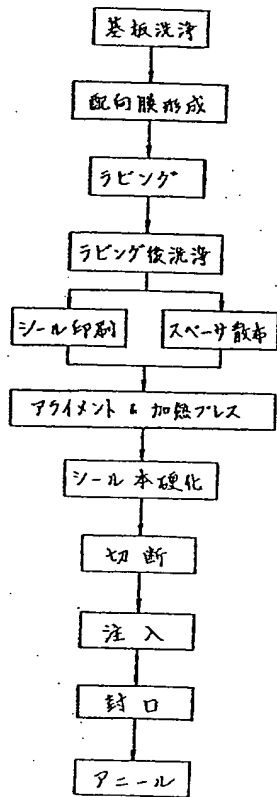 基板洗浄
配向膜形成
ラビング
ラビング後洗浄
シール印刷
スペーサ散布
アライメント & 加熱プレス
シール本硬化
切断
注入
封口
アニール